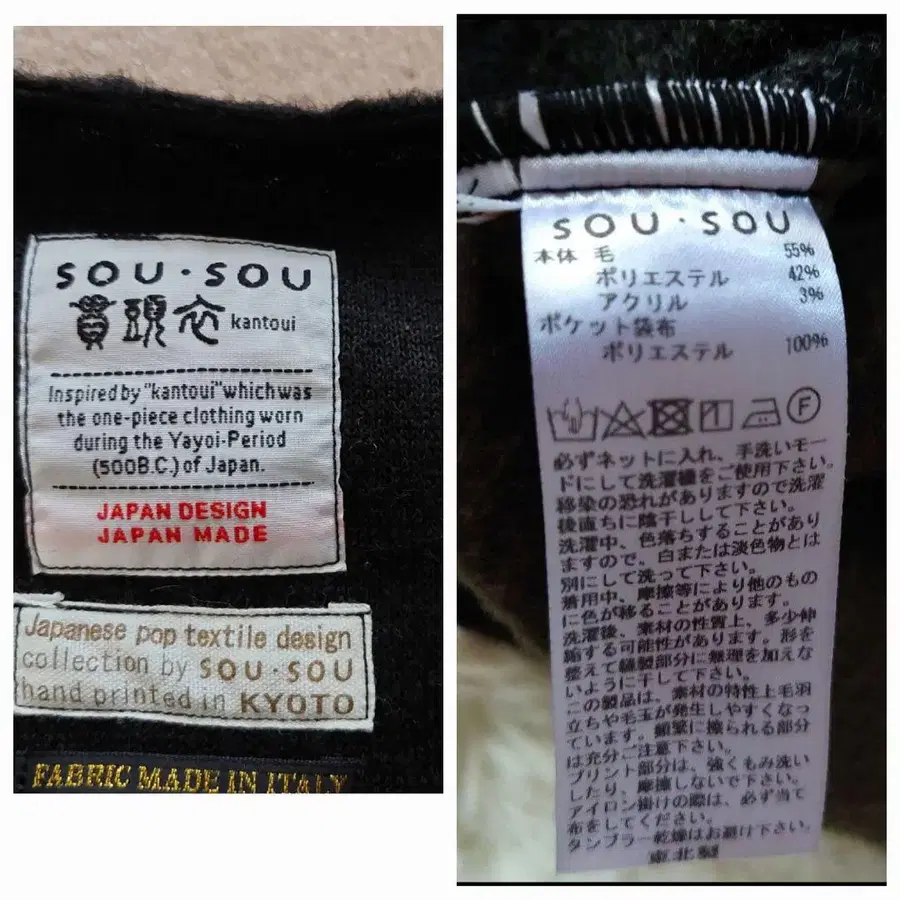 SOU・SOU
貫頭衣 kantoui
Inspired by "kantoui" which was
the one-piece clothing worn
during the Yayoi-Period
(500B.C.) of Japan.
JAPAN DESIGN
JAPAN MADE
Japanese pop textile design
collection by SOU・SOU
hand printed in KYOTO
FABRIC MADE IN ITALY
SOU・SOU
本体 毛 55%
ポリエステル 42%
アクリル 3%
ポケット袋布
ポリエステル 100%
F
必ずネットに入れ、手洗いモー
ドにして洗濯機をご使用下さい。
移染の恐れがありますので洗濯
後直ちに陰干しして下さい。
洗濯中、色落ちすることがあり
ますので、白または淡色物とは
別にして洗って下さい。
着用中、摩擦等により他のもの
に色が移ることがあります。
洗濯後、素材の性質上、多少伸
縮する可能性があります。形を
整えて縫製部分に無理を加えな
いように干して下さい。
この製品は、素材の特性上毛羽
立ちや毛玉が発生しやすくなっ
ています。頻繁に擦られる部分
は充分ご注意下さい。
プリント部分は、強くもみ洗い
したり、摩擦しないで下さい。
アイロン掛けの際は、必ず当て
布をしてください。
タンブラー乾燥はお避け下さい。
東北製